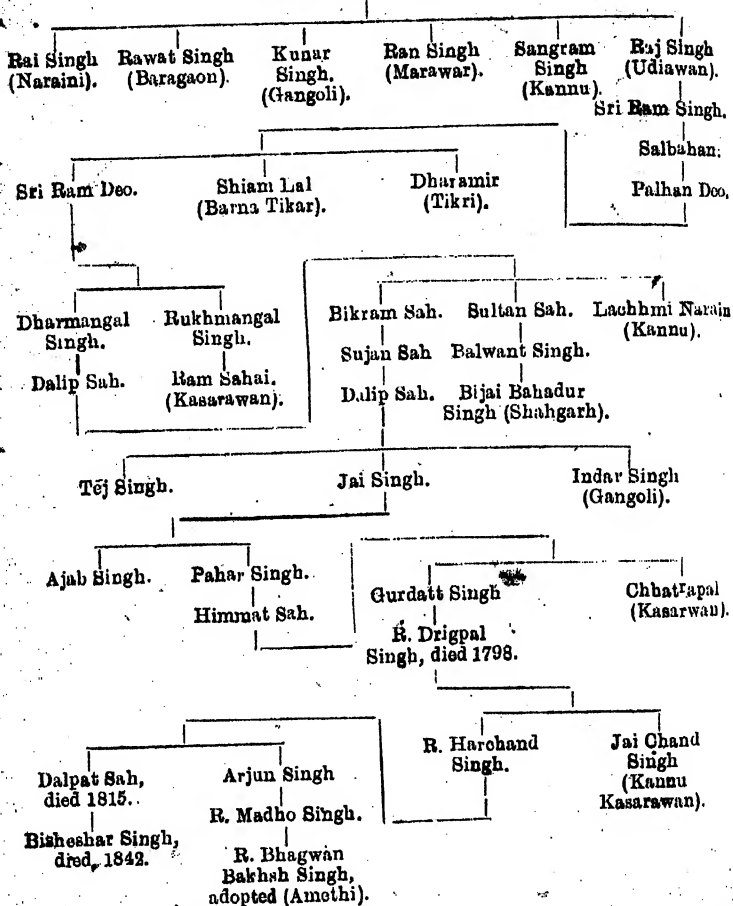 Rai Singh (Naraini).
Rawat Singh (Baragaon).
Kunar Singh. (Gangoli).
Ran Singh (Marawar).
Sangram Singh (Kannu).
Raj Singh (Udiawan).
Sri Ram Singh.
Salbahan.
Palhan Deo.
Sri Ram Deo.
Shiam Lal (Barna Tikar).
Dharamir (Tikri).
Dharmangal Singh.
Dalip Sah.
Rukhmangal Singh.
Ram Sahai. (Kasarawan).
Bikram Sah.
Sujan Sah
Dalip Sah.
Sultan Sah.
Balwant Singh.
Bijai Bahadur Singh (Shahgarh).
Lachhmi Narain (Kannu).
Tej Singh.
Jai Singh.
Indar Singh (Gangoli).
Ajab Singh.
Pahar Singh.
Himmat Sah.
Gurdatt Singh
R. Drigpal Singh, died 1798.
Chhatrapal (Kasarwan).
R. Harchand Singh.
Jai Chand Singh (Kannu Kasarawan).
Dalpat Sah, died 1815.
Bisheshar Singh, died, 1842.
Arjun Singh
R. Madho Singh.
R. Bhagwan Bakhsh Singh, adopted (Amethi).